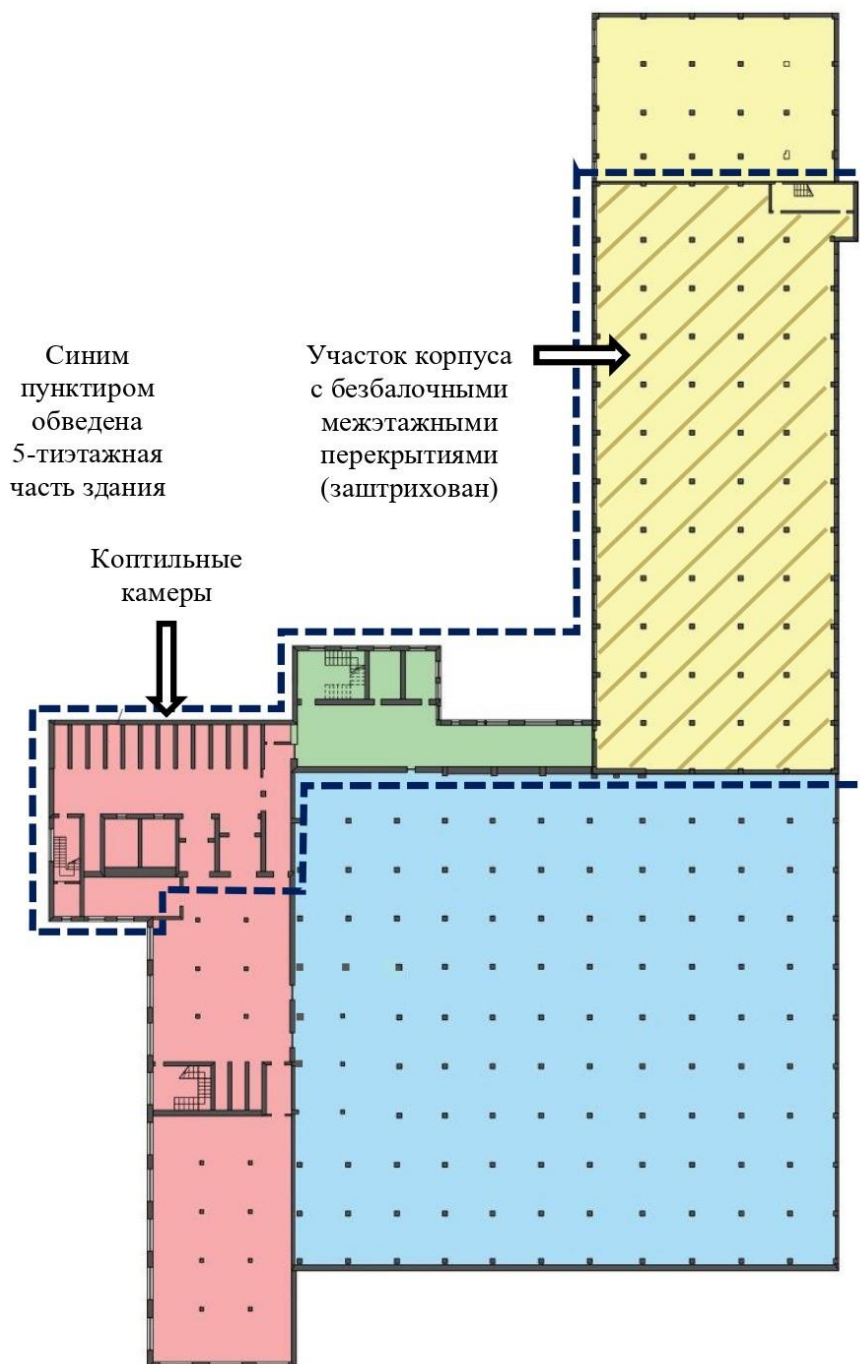 Синим
пунктиром
обведена
5-тиэтажная
часть здания
Участок корпуса
с безбалочными
межэтажными
перекрытиями
(заштрихован)
Коптильные
камеры